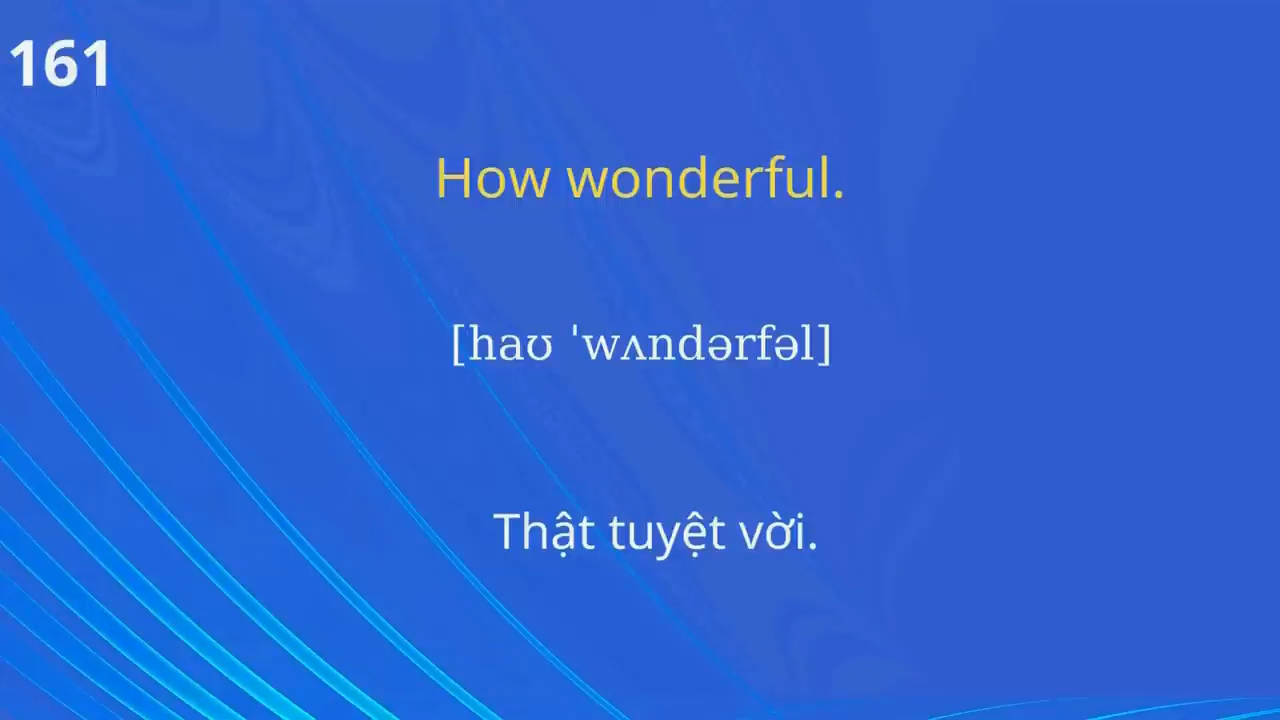 161
How wonderful.
[haʊ ˈwʌndərfəl]
Thật tuyệt vời.